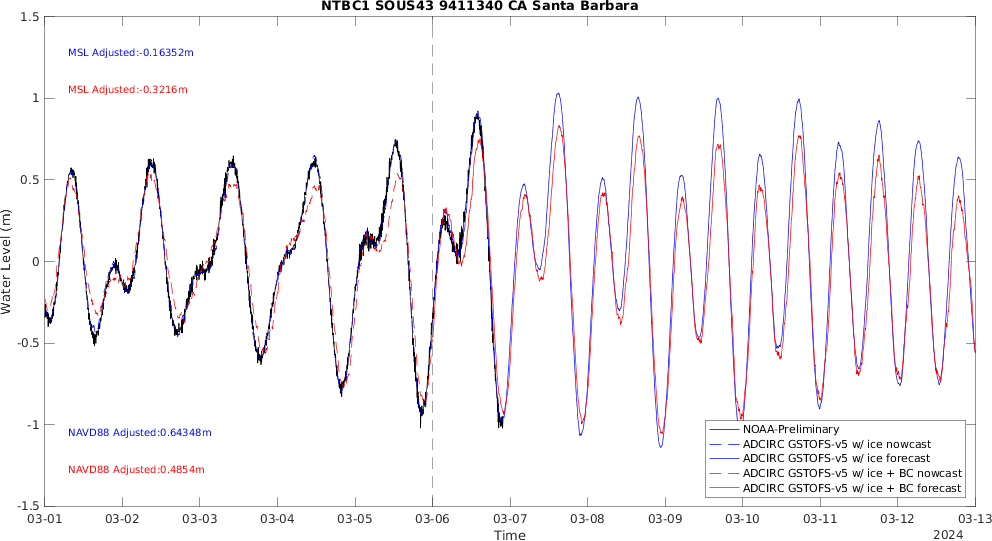 NTBC1 SOUS43 9411340 CA Santa Barbara
1.5
1
0.5
0
-0.5
-1
-1.5
Water Level (m)
MSL Adjusted:-0.16352m
MSL Adjusted:-0.3216m
NAVD88 Adjusted:0.64348m
NAVD88 Adjusted:0.4854m
NOAA-Preliminary
ADCIRC GSTOFS-v5 w/ ice nowcast
ADCIRC GSTOFS-v5 w/ ice forecast
ADCIRC GSTOFS-v5 w/ ice + BC nowcast
ADCIRC GSTOFS-v5 w/ ice + BC forecast
03-01 03-02 03-03 03-04 03-05 03-06 03-07 03-08 03-09 03-10 03-11 03-12 03-13
Time
2024